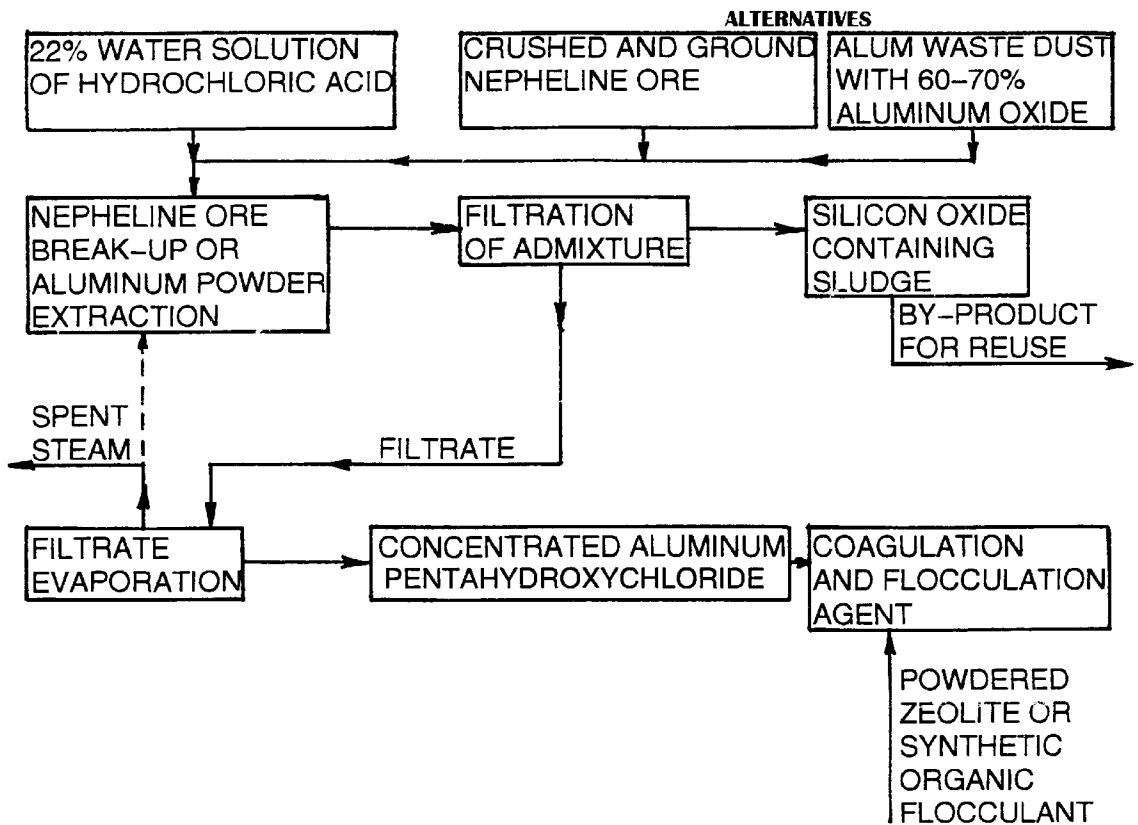 ALTERNATIVES
22% WATER SOLUTION
OF HYDROCHLORIC ACID
CRUSHED AND GROUND
NEPHELINE ORE
ALUM WASTE DUST
WITH 60–70%
ALUMINUM OXIDE
NEPHELINE ORE
BREAK–UP OR
ALUMINUM POWDER
EXTRACTION
FILTRATION
OF ADMIXTURE
SILICON OXIDE
CONTAINING
SLUDGE
BY–PRODUCT
FOR REUSE
SPENT
STEAM
FILTRATE
FILTRATE
EVAPORATION
CONCENTRATED ALUMINUM
PENTAHYDROXYCHLORIDE
COAGULATION
AND FLOCCULATION
AGENT
POWDERED
ZEOLITE OR
SYNTHETIC
ORGANIC
FLOCCULANT